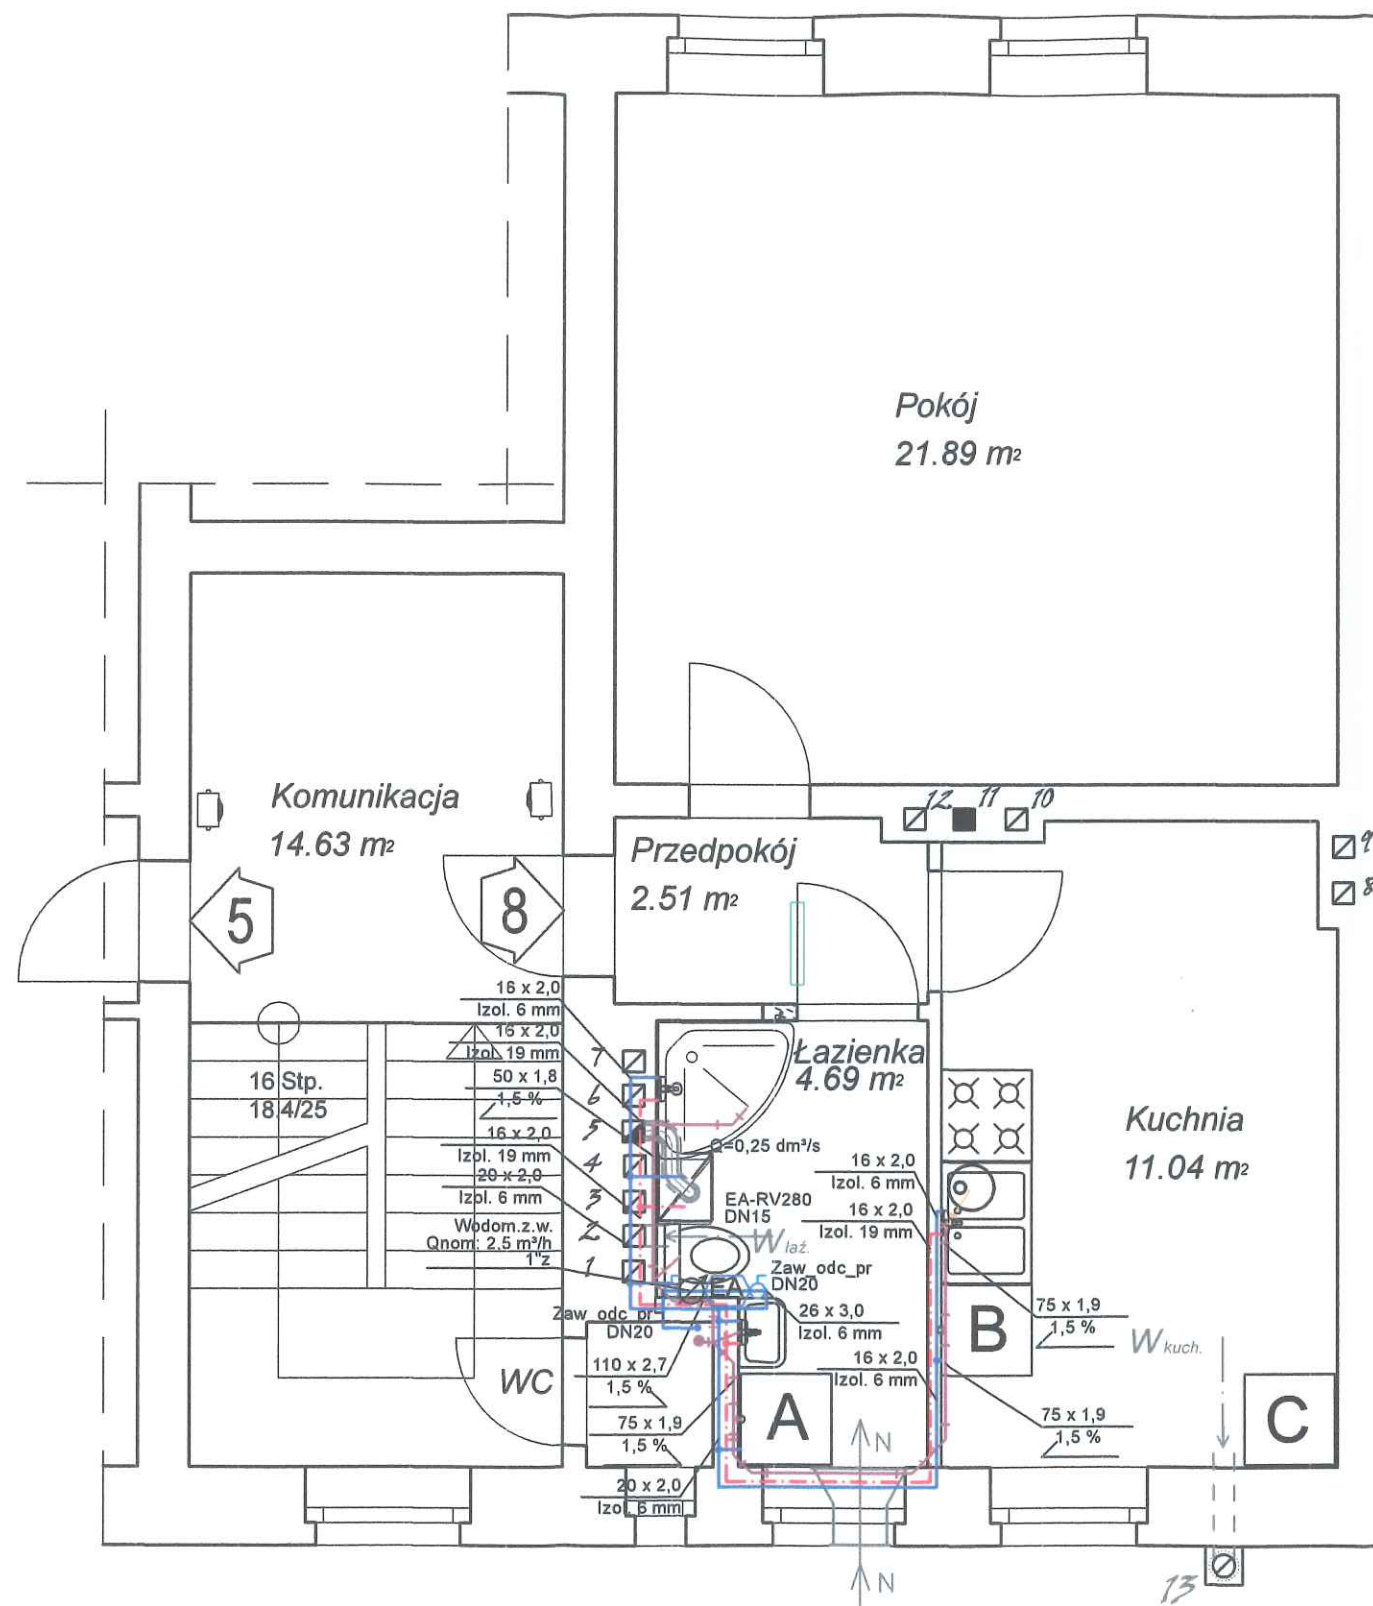 Pokój
21.89 m²
Komunikacja
14.63 m²
5
8
Przedpokój
2.51 m²
12
11
10
9
8
16 x 2,0
Izol. 6 mm
16 x 2,0
Izol. 19 mm
50 x 1,8
1,5 %
16 x 2,0
Izol. 19 mm
20 x 2,0
Izol. 6 mm
Wodom.z.w.
Qnom: 2.5 m³/h
1"z
16 Stp.
18.4/25
7
6
5
4
3
2
1
Łazienka
4.69 m²
Q=0,25 dm³/s
EA-RV280
DN15
W łaź.
Zaw_odc_pr
DN20
EA
26 x 3,0
Izol. 6 mm
16 x 2,0
Izol. 6 mm
16 x 2,0
Izol. 19 mm
16 x 2,0
Izol. 6 mm
Kuchnia
11.04 m²
75 x 1,9
1,5 %
W kuch.
75 x 1,9
1,5 %
A
B
C
Zaw_odc_pr
DN20
WC
110 x 2,7
1,5 %
75 x 1,9
1,5 %
20 x 2,0
Izol. 6 mm
N
N
13